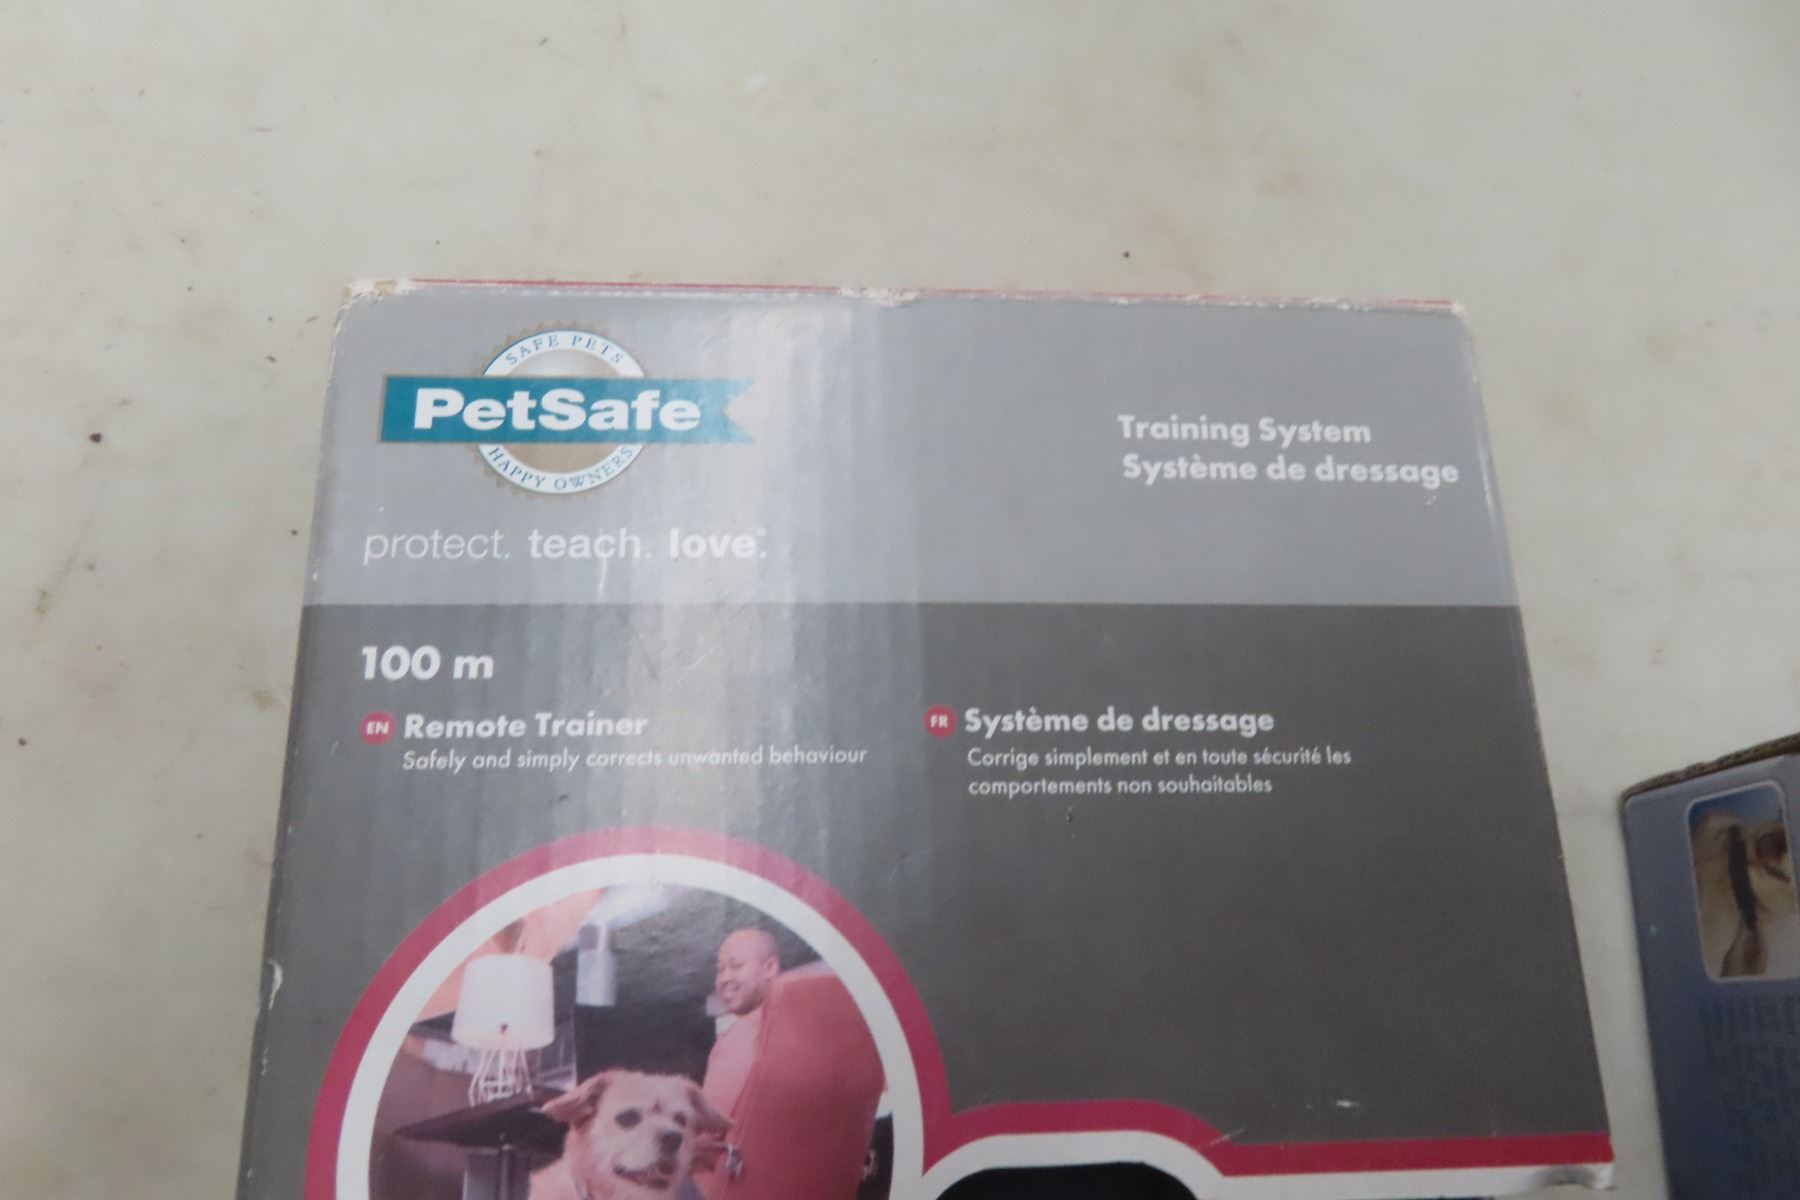 SAFE PETS
PetSafe
HAPPY OWNERS
protect. teach. love.
Training System
Système de dressage
100 m
EN Remote Trainer
Safely and simply corrects unwanted behaviour
FR Système de dressage
Corrige simplement et en toute sécurité les
comportements non souhaitables